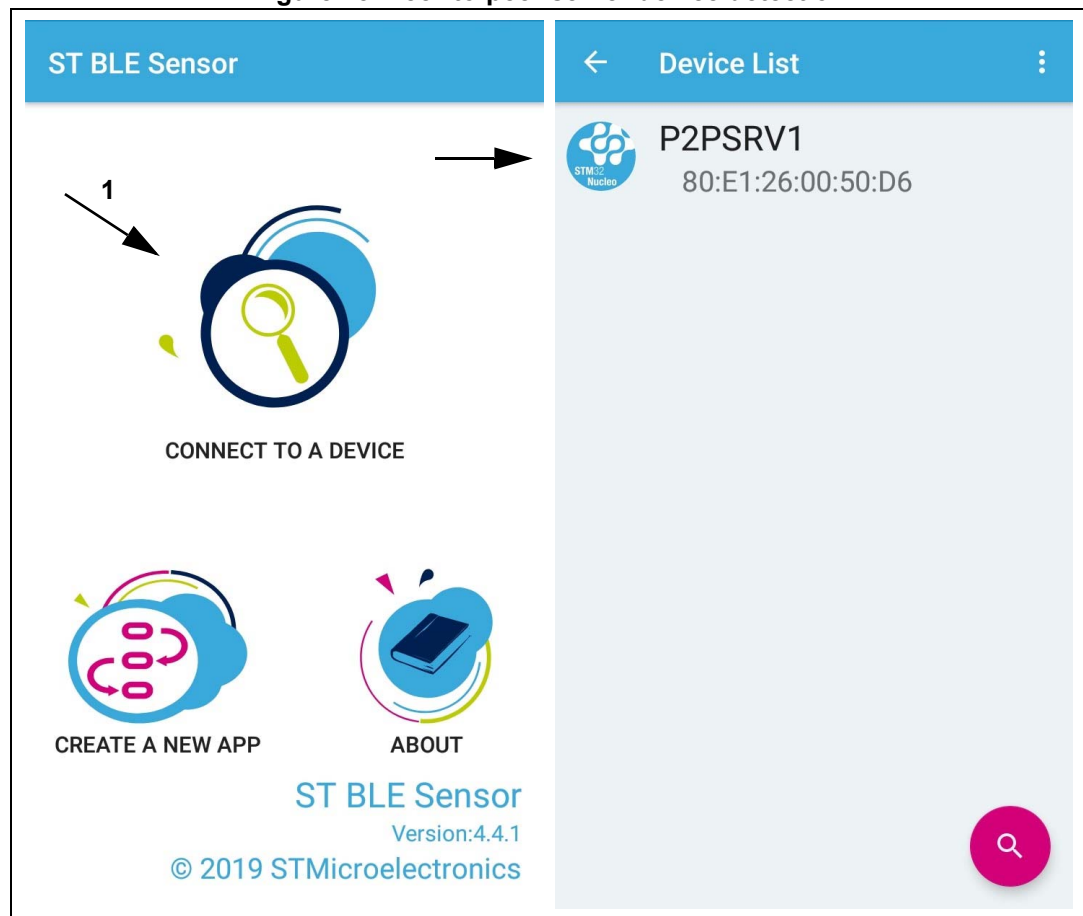 ST BLE Sensor
1
CONNECT TO A DEVICE
CREATE A NEW APP
ABOUT
ST BLE Sensor
Version:4.4.1
© 2019 STMicroelectronics
Device List
STM32
Nucleo
P2PSRV1
80:E1:26:00:50:D6